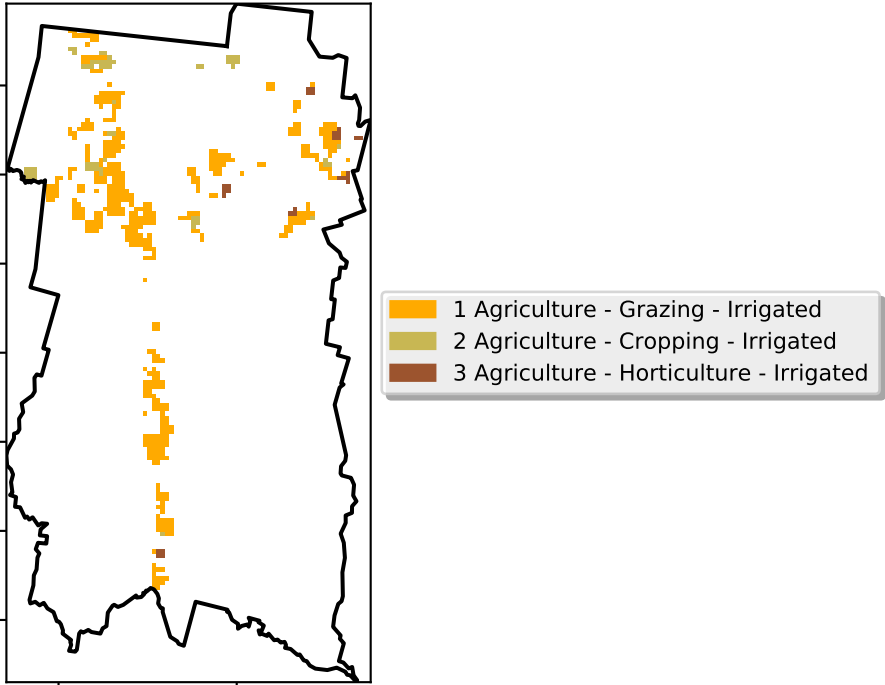 1 Agriculture - Grazing - Irrigated
2 Agriculture - Cropping - Irrigated
3 Agriculture - Horticulture - Irrigated